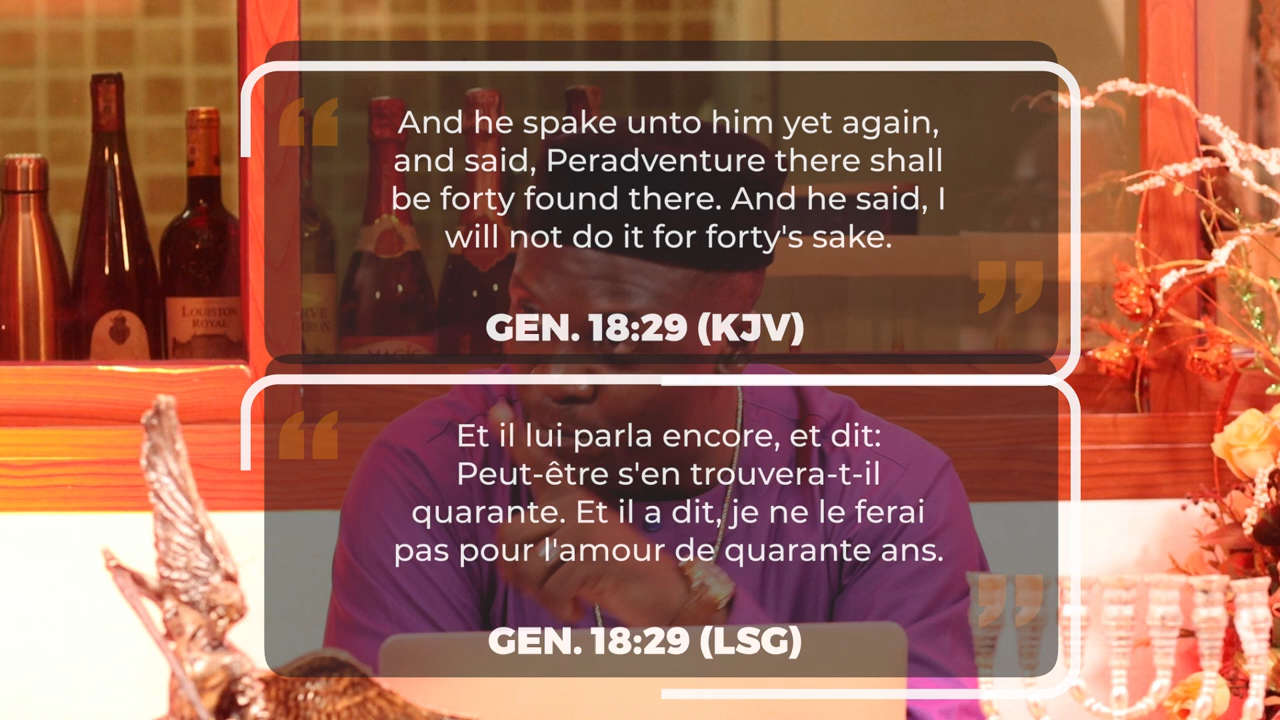 And he spake unto him yet again,
and said, Peradventure there shall
be forty found there. And he said, I
will not do it for forty's sake.
GEN. 18:29 (KJV)
Et il lui parla encore, et dit:
Peut-être s'en trouvera-t-il
quarante. Et il a dit, je ne le ferai
pas pour l'amour de quarante ans.
GEN. 18:29 (LSG)
LOUISTON
ROYAL